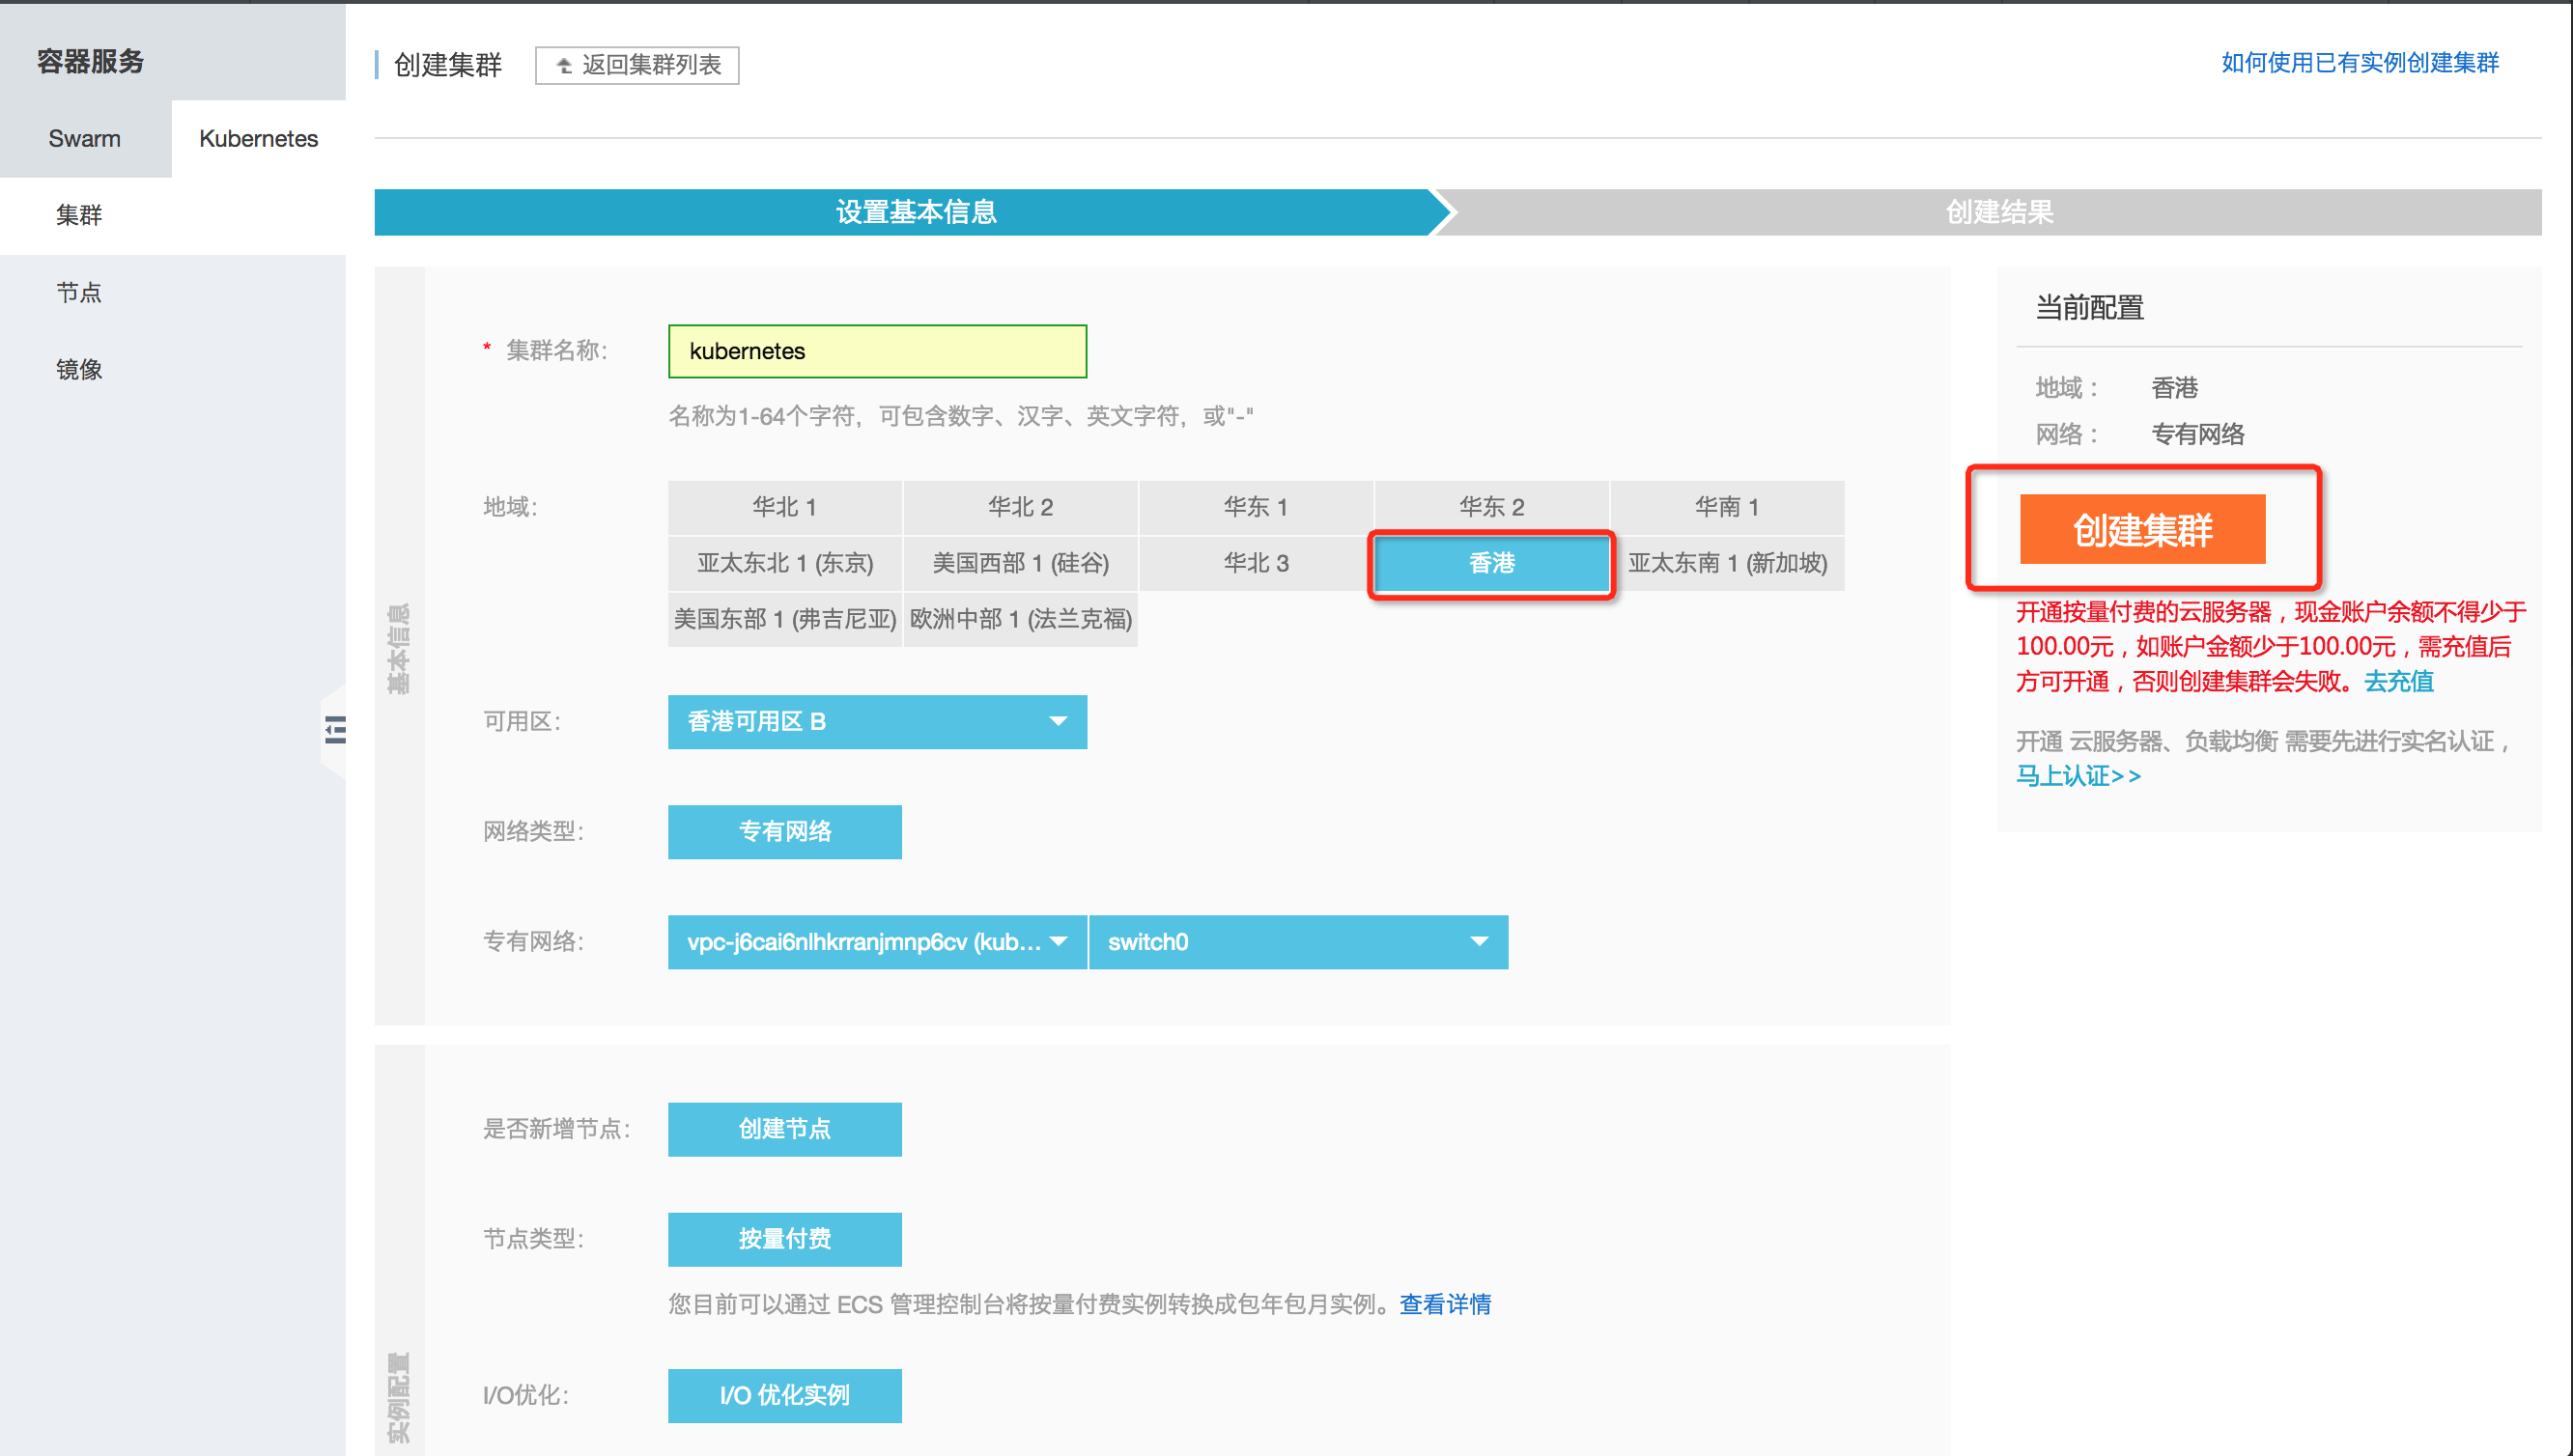 容器服务
Swarm
Kubernetes
集群
节点
镜像
创建集群
返回集群列表
如何使用已有实例创建集群
设置基本信息
创建结果
基本信息
* 集群名称:
kubernetes
名称为1-64个字符，可包含数字、汉字、英文字符，或"-"
地域:
华北 1
华北 2
华东 1
华东 2
华南 1
亚太东北 1 (东京)
美国西部 1 (硅谷)
华北 3
香港
亚太东南 1 (新加坡)
美国东部 1 (弗吉尼亚)
欧洲中部 1 (法兰克福)
可用区:
香港可用区 B
网络类型:
专有网络
专有网络:
vpc-j6cai6nlhkrranjmnp6cv (kub...
switch0
实例配置
是否新增节点:
创建节点
节点类型:
按量付费
您目前可以通过 ECS 管理控制台将按量付费实例转换成包年包月实例。查看详情
I/O优化:
I/O 优化实例
当前配置
地域： 香港
网络： 专有网络
创建集群
开通按量付费的云服务器，现金账户余额不得少于
100.00元，如账户金额少于100.00元，需充值后
方可开通，否则创建集群会失败。去充值
开通 云服务器、负载均衡 需要先进行实名认证，
马上认证>>